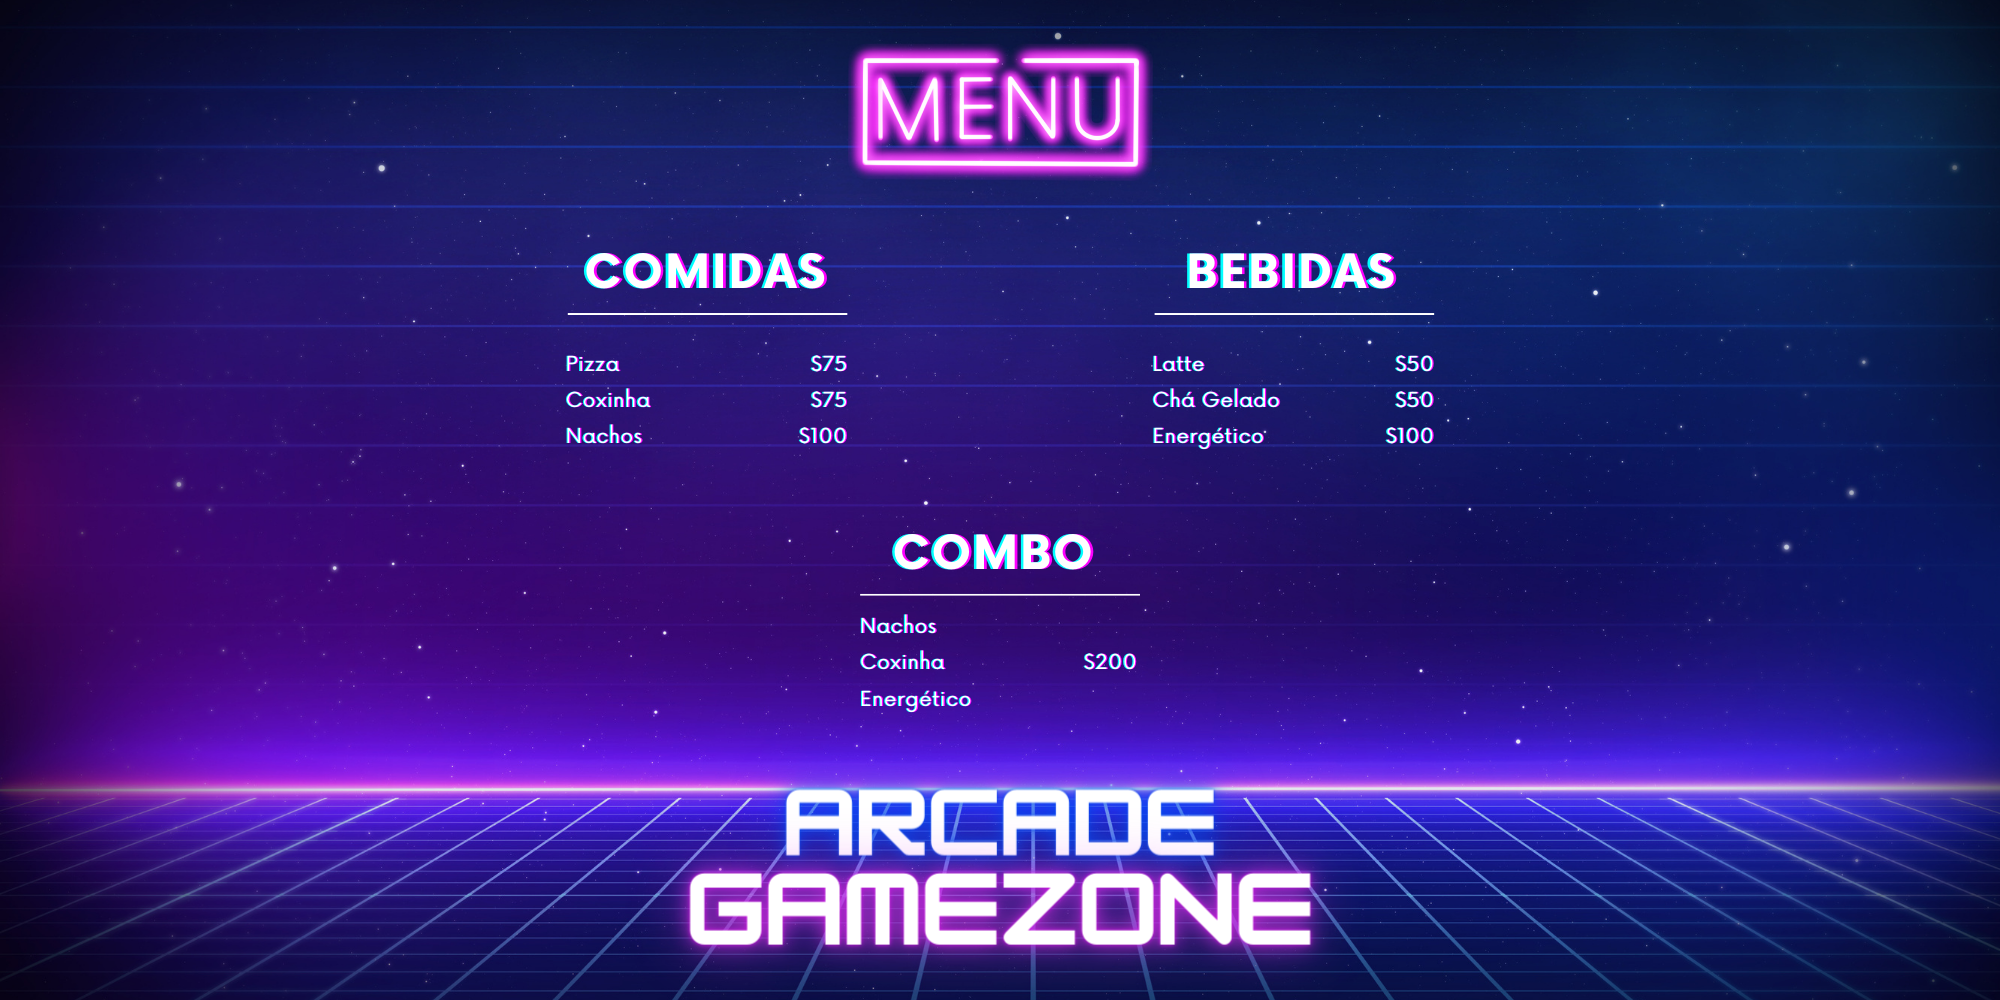 MENU
COMIDAS
Pizza S75
Coxinha S75
Nachos S100
BEBIDAS
Latte S50
Chá Gelado S50
Energético S100
COMBO
Nachos
Coxinha S200
Energético
ARCADE
GAMEZONE